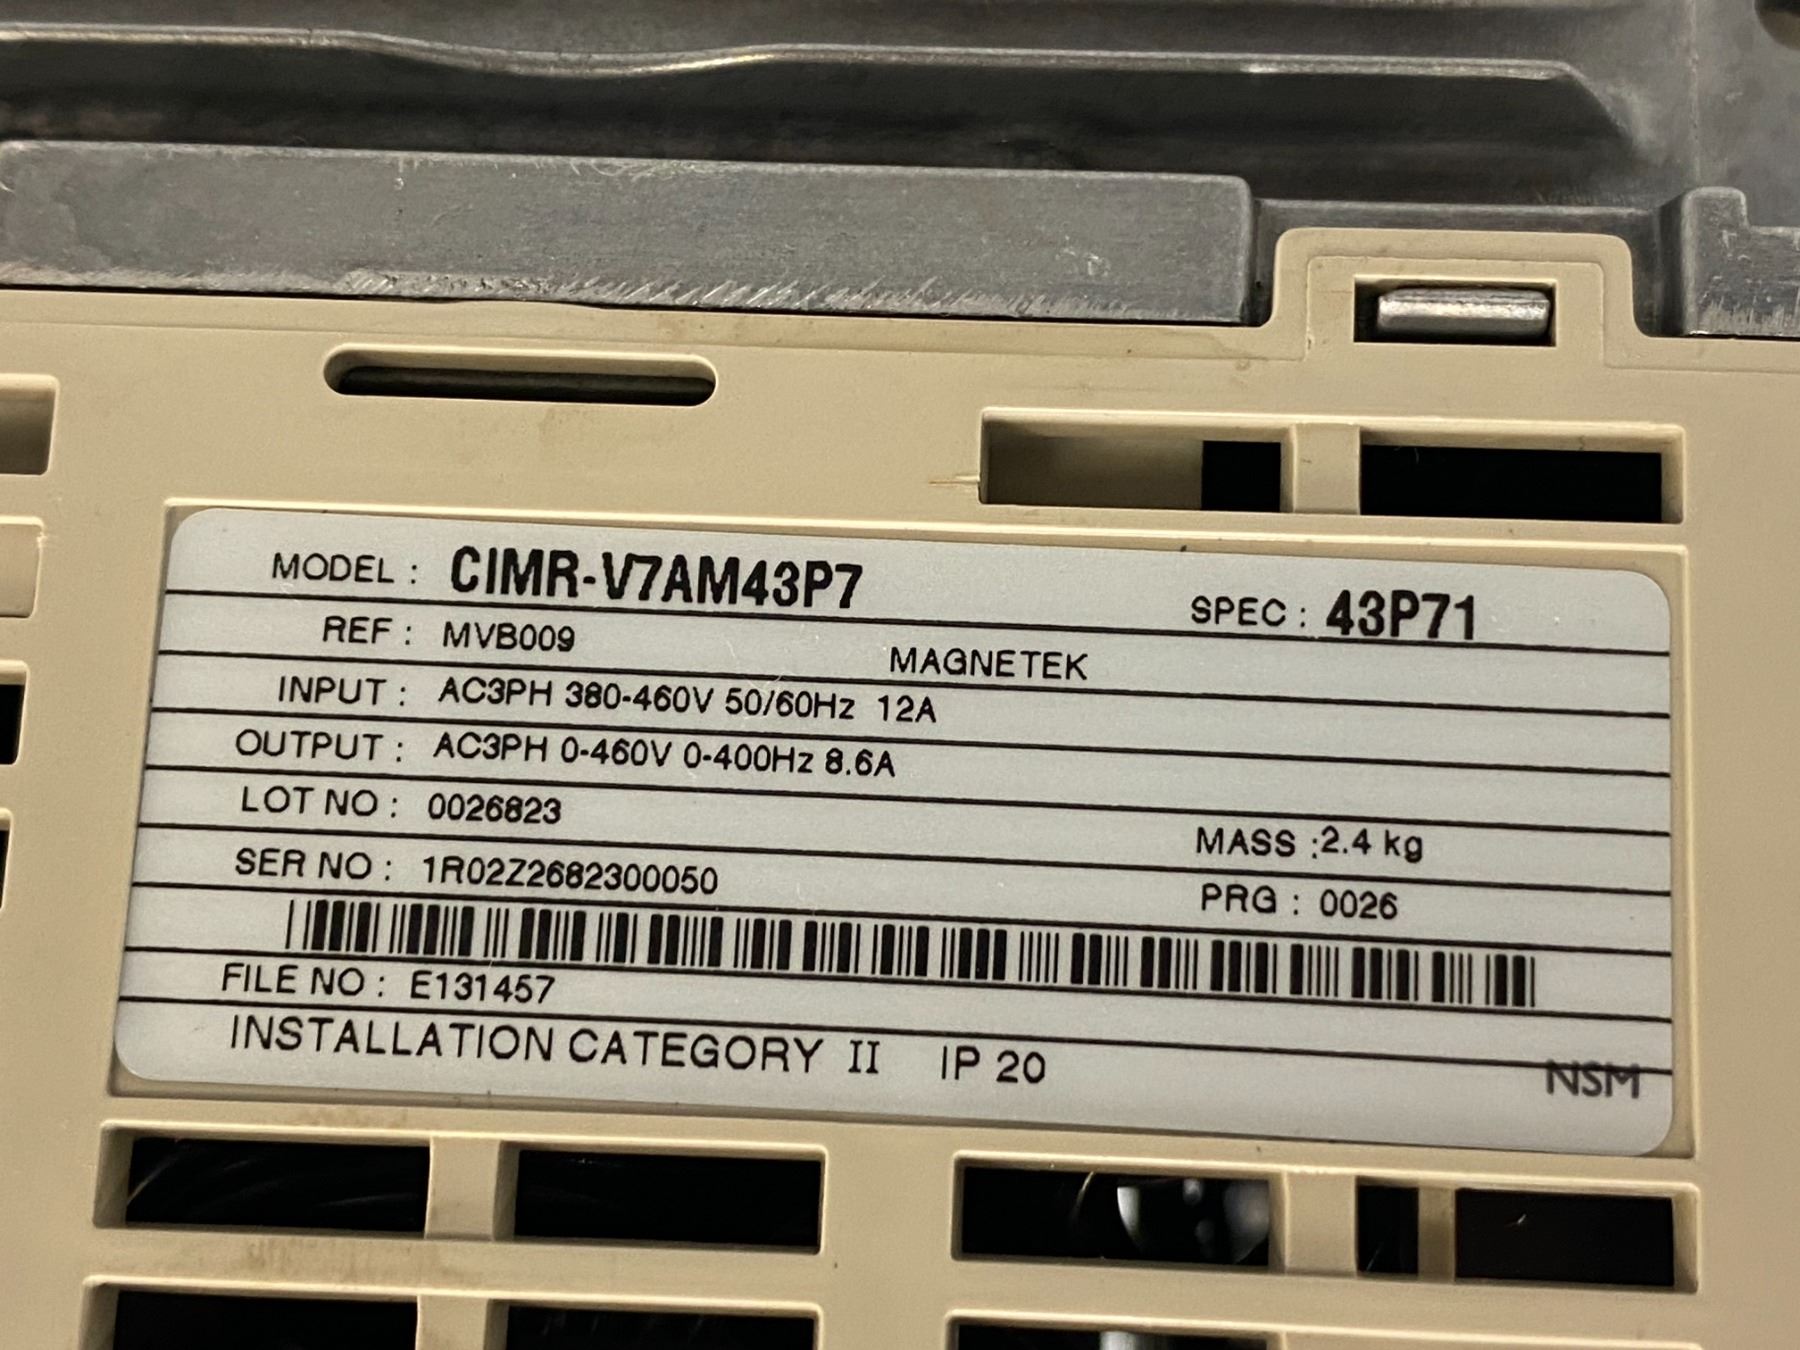 MODEL : CIMR-V7AM43P7 SPEC : 43P71
REF : MVB009 MAGNETEK
INPUT : AC3PH 380-460V 50/60Hz 12A
OUTPUT : AC3PH 0-460V 0-400Hz 8.6A
LOT NO : 0026823 MASS :2.4 kg
SER NO : 1R02Z2682300050 PRG : 0026
FILE NO : E131457
INSTALLATION CATEGORY II IP 20 NSM